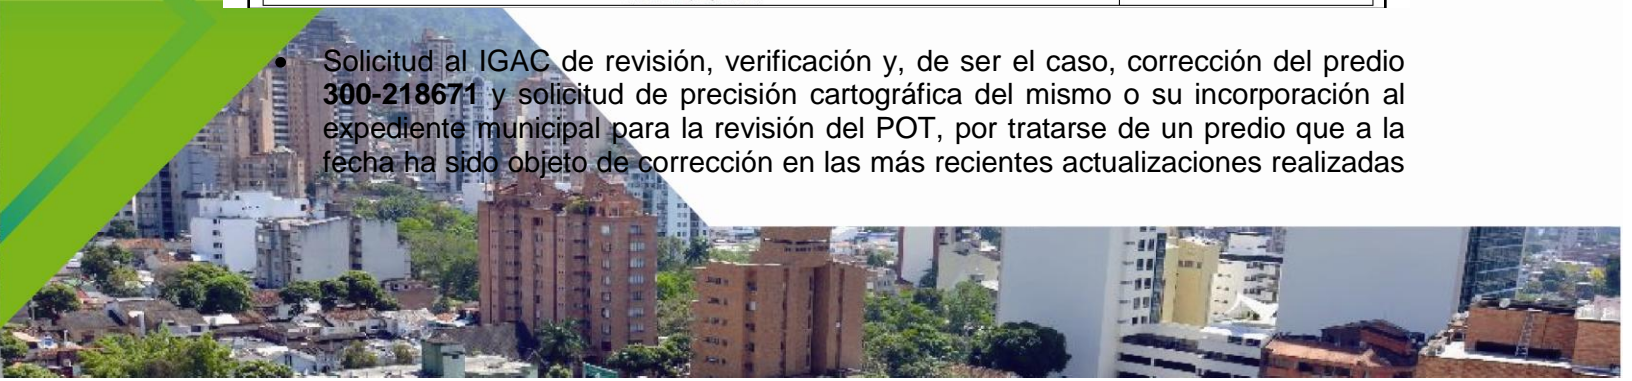 • Solicitud al IGAC de revisión, verificación y, de ser el caso, corrección del predio
300-218671 y solicitud de precisión cartográfica del mismo o su incorporación al
expediente municipal para la revisión del POT, por tratarse de un predio que a la
fecha ha sido objeto de corrección en las más recientes actualizaciones realizadas